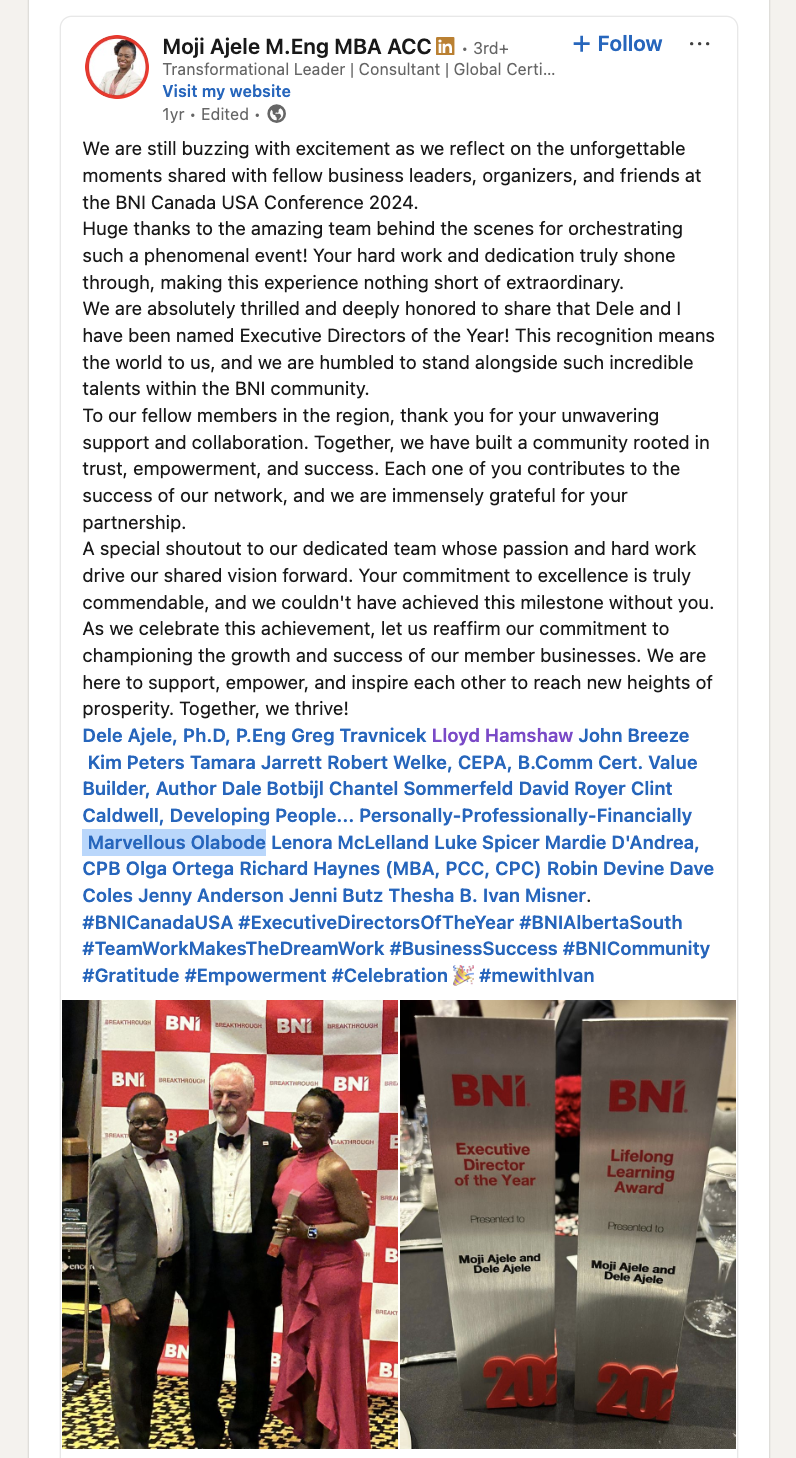 Moji Ajele M.Eng MBA ACC in • 3rd+
+ Follow ...
Transformational Leader | Consultant | Global Certi...
Visit my website
1yr • Edited •
We are still buzzing with excitement as we reflect on the unforgettable
moments shared with fellow business leaders, organizers, and friends at
the BNI Canada USA Conference 2024.
Huge thanks to the amazing team behind the scenes for orchestrating
such a phenomenal event! Your hard work and dedication truly shone
through, making this experience nothing short of extraordinary.
We are absolutely thrilled and deeply honored to share that Dele and I
have been named Executive Directors of the Year! This recognition means
the world to us, and we are humbled to stand alongside such incredible
talents within the BNI community.
To our fellow members in the region, thank you for your unwavering
support and collaboration. Together, we have built a community rooted in
trust, empowerment, and success. Each one of you contributes to the
success of our network, and we are immensely grateful for your
partnership.
A special shoutout to our dedicated team whose passion and hard work
drive our shared vision forward. Your commitment to excellence is truly
commendable, and we couldn't have achieved this milestone without you.
As we celebrate this achievement, let us reaffirm our commitment to
championing the growth and success of our member businesses. We are
here to support, empower, and inspire each other to reach new heights of
prosperity. Together, we thrive!
Dele Ajele, Ph.D, P.Eng Greg Travnicek Lloyd Hamshaw John Breeze
Kim Peters Tamara Jarrett Robert Welke, CEPA, B.Comm Cert. Value
Builder, Author Dale Botbijl Chantel Sommerfeld David Royer Clint
Caldwell, Developing People... Personally-Professionally-Financially
Marvellous Olabode Lenora McLelland Luke Spicer Mardie D'Andrea,
CPB Olga Ortega Richard Haynes (MBA, PCC, CPC) Robin Devine Dave
Coles Jenny Anderson Jenni Butz Thesha B. Ivan Misner.
#BNICanadaUSA #ExecutiveDirectorsOfTheYear #BNIAlbertaSouth
#TeamWorkMakesTheDreamWork #BusinessSuccess #BNICommunity
#Gratitude #Empowerment #Celebration 🎉 #mewithIvan
BREAKTHROUGH BNI BREAKTHROUGH BNI BREAKTHROUGH
BNI BREAKTHROUGH BREAKTHROUGH BNI
BNI
Executive
Director
of the Year
Presented to
Moji Ajele and
Dele Ajele
BNI
Lifelong
Learning
Award
Presented to
Moji Ajele and
Dele Ajele